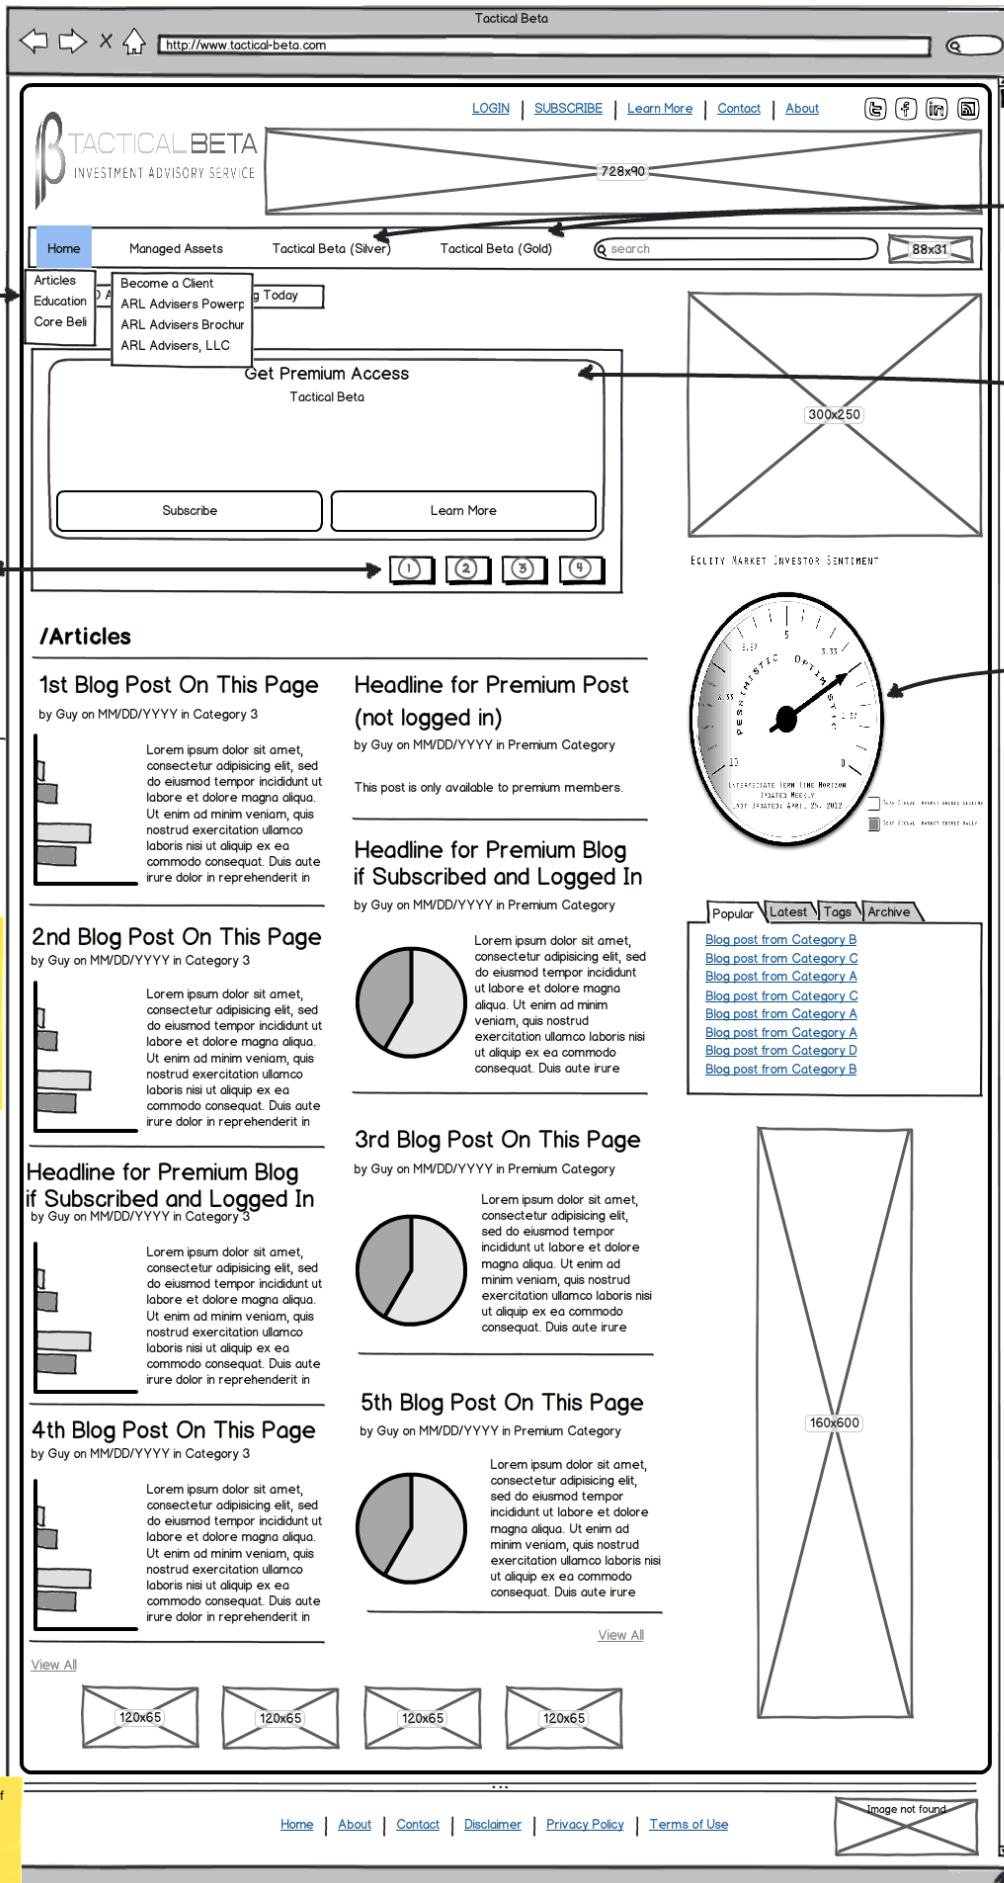 Tactical Beta
http://www.tactical-beta.com
LOGIN | SUBSCRIBE | Learn More | Contact | About
TACTICALBETA
INVESTMENT ADVISORY SERVICE
728x90
Home Managed Assets Tactical Beta (Silver) Tactical Beta (Gold) search 88x31
Articles
Education
Core Beli
Become a Client
ARL Advisers Powerp
ARL Advisers Brochur
ARL Advisers, LLC
g Today
Get Premium Access
Tactical Beta
Subscribe Learn More
1 2 3 4
300x250
EQUITY MARKET INVESTOR SENTIMENT
5
3.33
10
0
PESSIMISTIC OPTIMISTIC
INTERMEDIATE TERM TIME HORIZON
UPDATED WEEKLY
LAST UPDATED: APRIL 25, 2012
/Articles
1st Blog Post On This Page
by Guy on MM/DD/YYYY in Category 3
Lorem ipsum dolor sit amet,
consectetur adipisicing elit, sed
do eiusmod tempor incididunt ut
labore et dolore magna aliqua.
Ut enim ad minim veniam, quis
nostrud exercitation ullamco
laboris nisi ut aliquip ex ea
commodo consequat. Duis aute
irure dolor in reprehenderit in
2nd Blog Post On This Page
by Guy on MM/DD/YYYY in Category 3
Lorem ipsum dolor sit amet,
consectetur adipisicing elit, sed
do eiusmod tempor incididunt ut
labore et dolore magna aliqua.
Ut enim ad minim veniam, quis
nostrud exercitation ullamco
laboris nisi ut aliquip ex ea
commodo consequat. Duis aute
irure dolor in reprehenderit in
Headline for Premium Blog
if Subscribed and Logged In
by Guy on MM/DD/YYYY in Category 3
Lorem ipsum dolor sit amet,
consectetur adipisicing elit, sed
do eiusmod tempor incididunt ut
labore et dolore magna aliqua.
Ut enim ad minim veniam, quis
nostrud exercitation ullamco
laboris nisi ut aliquip ex ea
commodo consequat. Duis aute
irure dolor in reprehenderit in
4th Blog Post On This Page
by Guy on MM/DD/YYYY in Category 3
Lorem ipsum dolor sit amet,
consectetur adipisicing elit, sed
do eiusmod tempor incididunt ut
labore et dolore magna aliqua.
Ut enim ad minim veniam, quis
nostrud exercitation ullamco
laboris nisi ut aliquip ex ea
commodo consequat. Duis aute
irure dolor in reprehenderit in
View All
Headline for Premium Post
(not logged in)
by Guy on MM/DD/YYYY in Premium Category
This post is only available to premium members.
Headline for Premium Blog
if Subscribed and Logged In
by Guy on MM/DD/YYYY in Premium Category
Lorem ipsum dolor sit amet,
consectetur adipisicing elit, sed
do eiusmod tempor incididunt
ut labore et dolore magna
aliqua. Ut enim ad minim
veniam, quis nostrud
exercitation ullamco laboris nisi
ut aliquip ex ea commodo
consequat. Duis aute irure
3rd Blog Post On This Page
by Guy on MM/DD/YYYY in Premium Category
Lorem ipsum dolor sit amet,
consectetur adipisicing elit,
sed do eiusmod tempor
incididunt ut labore et dolore
magna aliqua. Ut enim ad
minim veniam, quis nostrud
exercitation ullamco laboris nisi
ut aliquip ex ea commodo
consequat. Duis aute irure
5th Blog Post On This Page
by Guy on MM/DD/YYYY in Premium Category
Lorem ipsum dolor sit amet,
consectetur adipisicing elit,
sed do eiusmod tempor
incididunt ut labore et dolore
magna aliqua. Ut enim ad
minim veniam, quis nostrud
exercitation ullamco laboris nisi
ut aliquip ex ea commodo
consequat. Duis aute irure
View All
Popular Latest Tags Archive
Blog post from Category B
Blog post from Category C
Blog post from Category A
Blog post from Category C
Blog post from Category A
Blog post from Category A
Blog post from Category D
Blog post from Category B
160x600
120x65 120x65 120x65 120x65
Home | About | Contact | Disclaimer | Privacy Policy | Terms of Use
Image not found